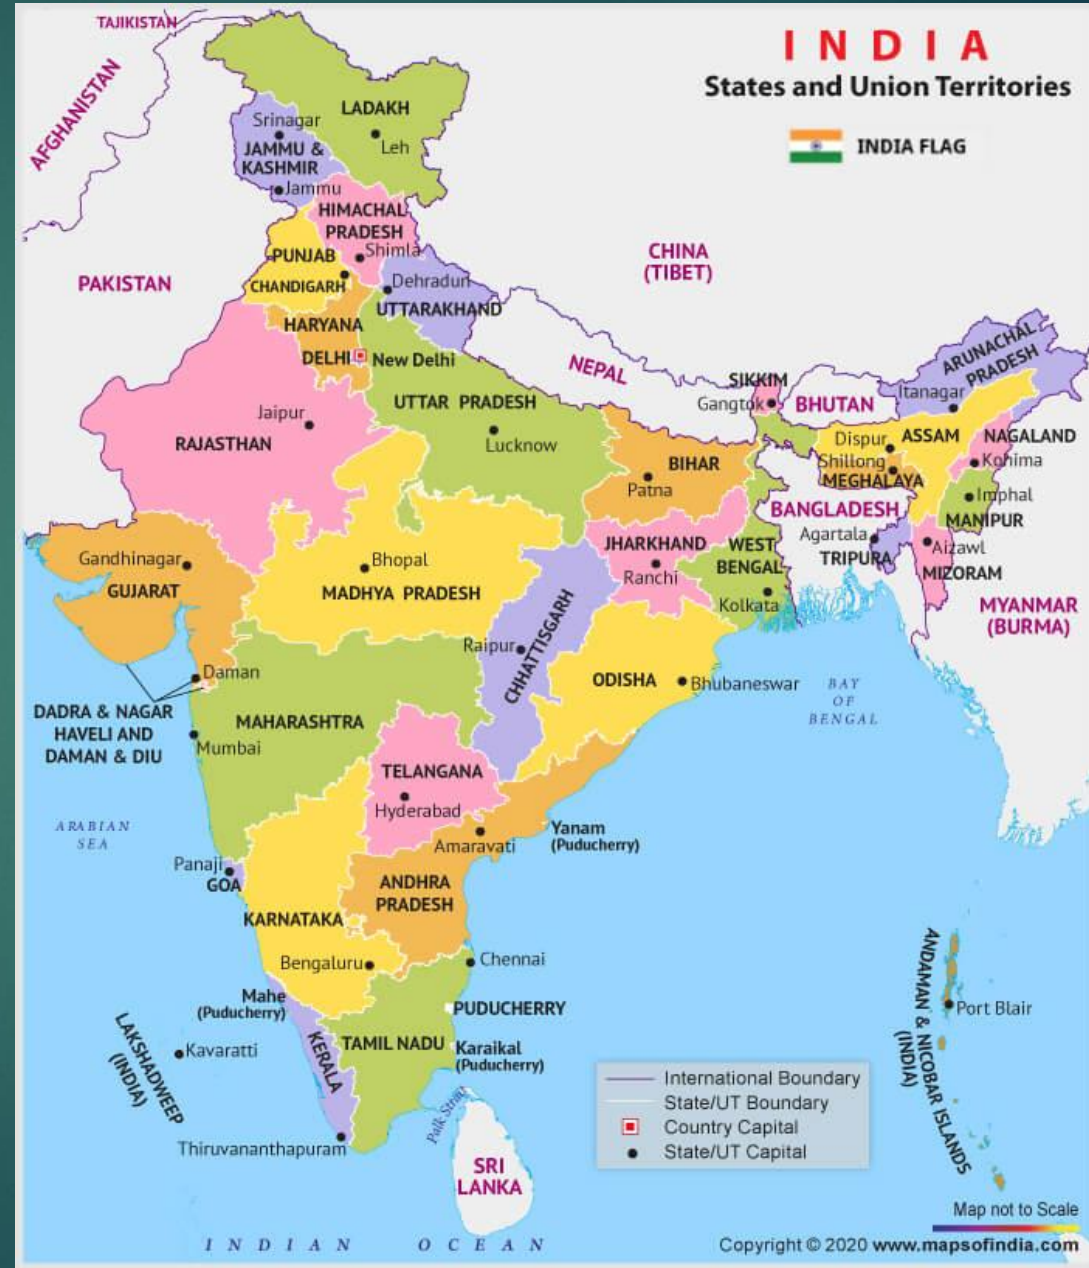 INDIA
States and Union Territories
INDIA FLAG
TAJIKISTAN
AFGHANISTAN
LADAKH
Srinagar
Leh
JAMMU &
KASHMIR
Jammu
HIMACHAL
PRADESH
Shimla
PUNJAB
CHANDIGARH
Dehradun
UTTARAKHAND
CHINA
(TIBET)
PAKISTAN
HARYANA
DELHI
New Delhi
NEPAL
UTTAR PRADESH
Lucknow
Jaipur
RAJASTHAN
SIKKIM
Gangtok
BHUTAN
ARUNACHAL
PRADESH
Itanagar
Dispur
ASSAM
NAGALAND
Shillong
Kohima
MEGHALAYA
BIHAR
Patna
Imphal
MANIPUR
BANGLADESH
Agartala
TRIPURA
Aizawl
MIZORAM
MYANMAR
(BURMA)
JHARKHAND
Ranchi
WEST
BENGAL
Kolkata
Gandhinagar
GUJARAT
Bhopal
MADHYA PRADESH
CHHATTISGARH
Raipur
ODISHA
Bhubaneswar
BAY
OF
BENGAL
Daman
DADRA & NAGAR
HAVELI AND
DAMAN & DIU
MAHARASHTRA
Mumbai
TELANGANA
Hyderabad
ARABIAN
SEA
Amaravati
Yanam
(Puducherry)
Panaji
GOA
ANDHRA
PRADESH
KARNATAKA
Bengaluru
Chennai
Mahe
(Puducherry)
PUDUCHERRY
KERALA
TAMIL NADU
Karaikal
(Puducherry)
LAKSHADWEEP
(INDIA)
Kavaratti
Thiruvananthapuram
Palk Strait
SRI
LANKA
ANDAMAN & NICOBAR ISLANDS
(INDIA)
Port Blair
International Boundary
State/UT Boundary
Country Capital
State/UT Capital
INDIAN OCEAN
Map not to Scale
Copyright © 2020 www.mapsofindia.com